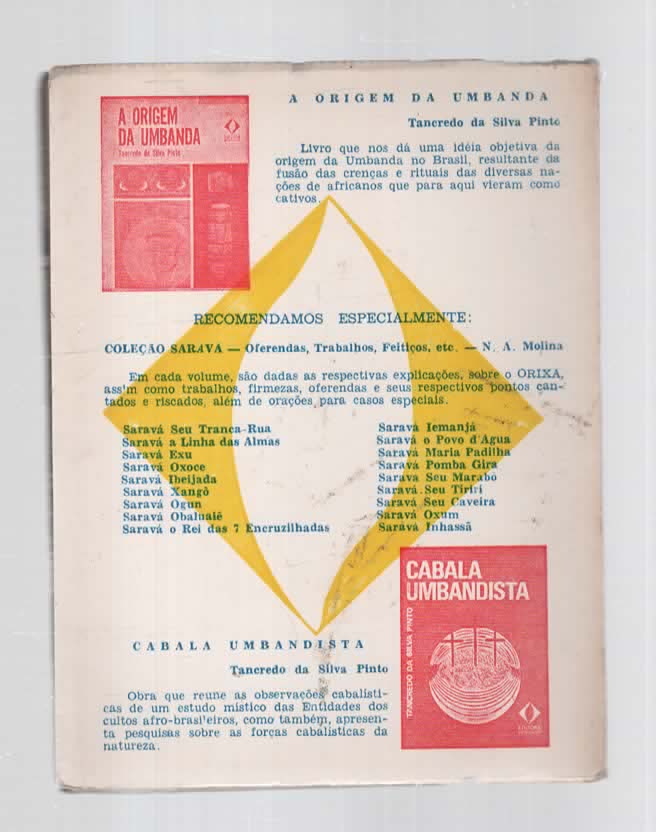 A ORIGEM DA UMBANDA
Tancredo da Silva Pinto
A ORIGEM
DA UMBANDA
Tancredo da Silva Pinto
Livro que nos dá uma idéia objetiva da
origem da Umbanda no Brasil, resultante da
fusão das crenças e rituais das diversas na-
ções de africanos que para aqui vieram como
cativos.
RECOMENDAMOS ESPECIALMENTE:
COLEÇAO SARAVA — Oferendas, Trabalhos, Feitiços, etc. — N. A. Molina
Em cada volume, são dadas as respectivas explicações, sobre o ORIXA,
assim como trabalhos, firmezas, oferendas e seus respectivos pontos can-
tados e riscados, além de orações para casos especiais.
Saravá Seu Tranca-Rua
Saravá a Linha das Almas
Saravá Exu
Saravá Oxoce
Saravá Ibeijada
Saravá Xangô
Saravá Ogun
Saravá Obaluaiê
Saravá o Rei das 7 Encruzilhadas
Saravá Iemanjá
Saravá o Povo d'Agua
Saravá Maria Padilha
Saravá Pomba Gira
Saravá Seu Marabô
Saravá Seu Tiriri
Saravá Seu Caveira
Saravá Oxum
Saravá Inhassã
CABALA UMBANDISTA
Tancredo da Silva Pinto
Obra que reune as observações cabalísti-
cas de um estudo místico das Entidades dos
cultos afro-brasileiros, como também, apresen-
ta pesquisas sobre as forças cabalísticas da
natureza.
CABALA
UMBANDISTA
TANCREDO DA SILVA PINTO